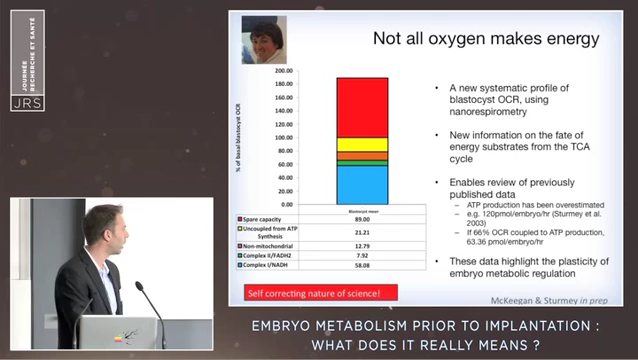 JOURNÉE
RECHERCHE ET SANTÉ
JRS
Not all oxygen makes energy
% of basal blastocyst OCR
200.00
180.00
160.00
140.00
120.00
100.00
80.00
60.00
40.00
20.00
0.00
Blastocyst mean
Spare capacity 89.00
Uncoupled from ATP
Synthesis 21.21
Non-mitochondrial 12.79
Complex II/FADH2 7.92
Complex I/NADH 58.08
• A new systematic profile of
blastocyst OCR, using
nanorespirometry
• New information on the fate of
energy substrates from the TCA
cycle
• Enables review of previously
published data
– ATP production has been overestimated
– e.g. 120pmol/embryo/hr (Sturmey et al.
2003)
– If 66% OCR coupled to ATP production,
63.36 pmol/embryo/hr
• These data highlight the plasticity of
embryo metabolic regulation
Self correcting nature of science!
McKeegan & Sturmey in prep
EMBRYO METABOLISM PRIOR TO IMPLANTATION :
WHAT DOES IT REALLY MEANS ?